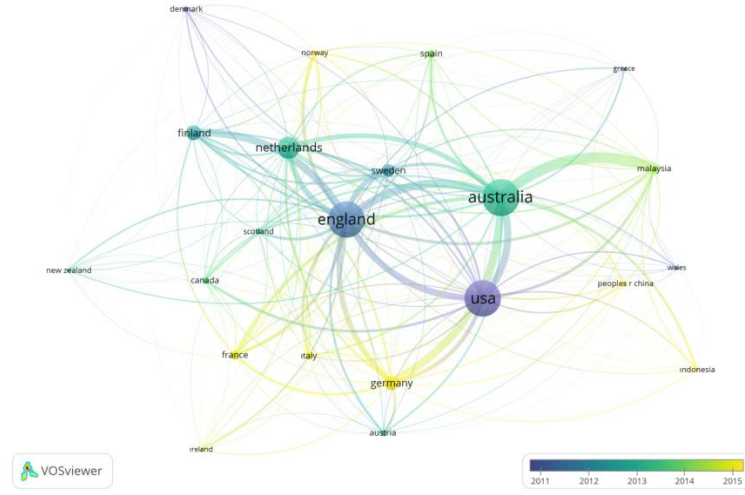 denmark
norway
spain
greece
finland
netherlands
sweden
malaysia
australia
england
scotland
new zealand
wales
canada
peoples r china
usa
france
italy
indonesia
germany
austria
ireland
VOSviewer
2011 2012 2013 2014 2015